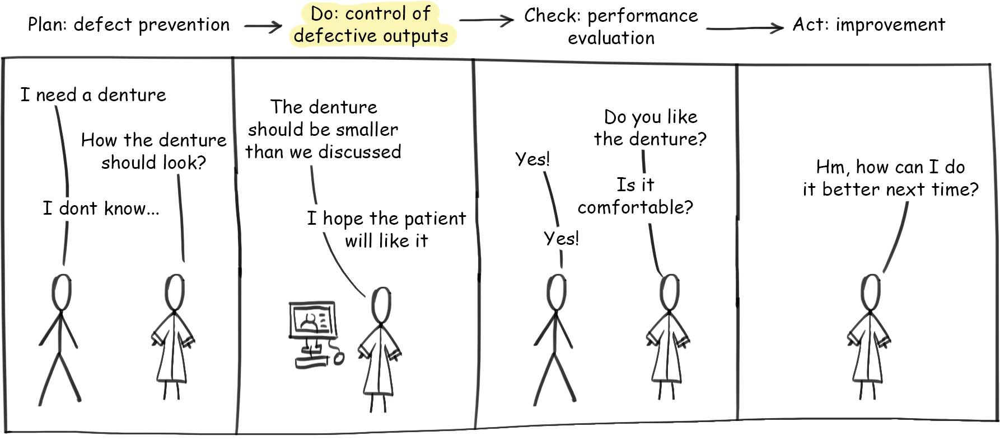 Plan: defect prevention
Do: control of
defective outputs
Check: performance
evaluation
Act: improvement
I need a denture
How the denture
should look?
I dont know...
The denture
should be smaller
than we discussed
I hope the patient
will like it
Do you like
the denture?
Yes!
Is it
comfortable?
Yes!
Hm, how can I do
it better next time?